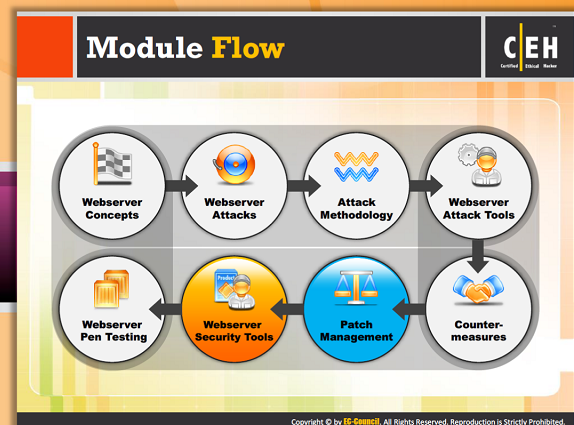 Module Flow
C EH
Certified Ethical Hacker
Webserver
Concepts
Webserver
Attacks
Attack
Methodology
Webserver
Attack Tools
Webserver
Pen Testing
Product
Webserver
Security Tools
Patch
Management
Counter-
measures
Copyright © by EC-Council. All Rights Reserved. Reproduction is Strictly Prohibited.